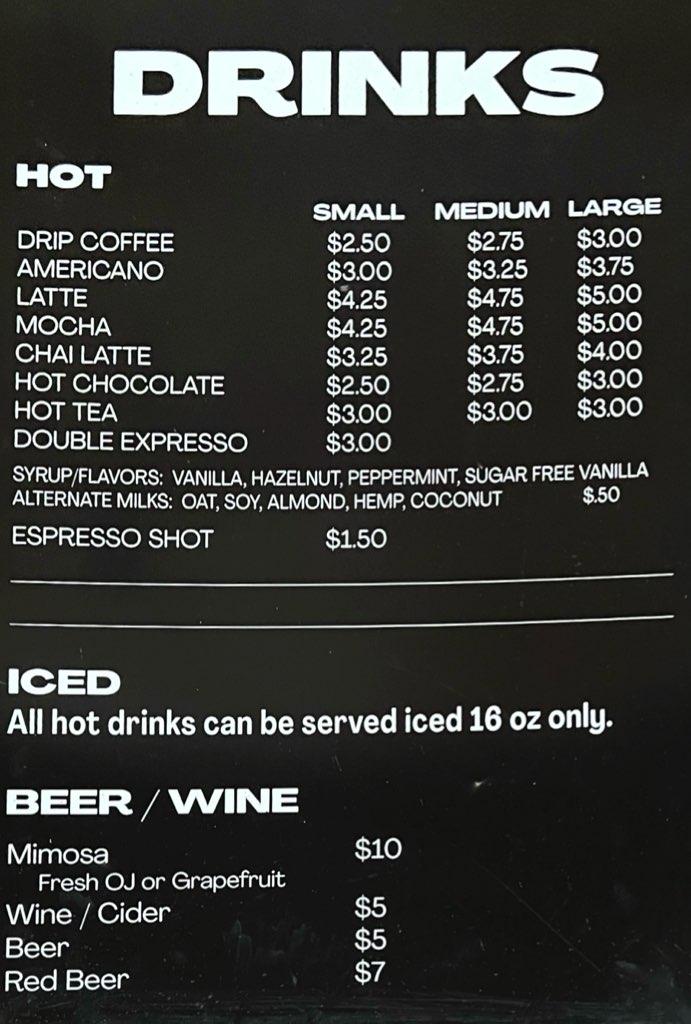 DRINKS
HOT
SMALL MEDIUM LARGE
DRIP COFFEE $2.50 $2.75 $3.00
AMERICANO $3.00 $3.25 $3.75
LATTE $4.25 $4.75 $5.00
MOCHA $4.25 $4.75 $5.00
CHAI LATTE $3.25 $3.75 $4.00
HOT CHOCOLATE $2.50 $2.75 $3.00
HOT TEA $3.00 $3.00 $3.00
DOUBLE EXPRESSO $3.00
SYRUP/FLAVORS: VANILLA, HAZELNUT, PEPPERMINT, SUGAR FREE VANILLA
ALTERNATE MILKS: OAT, SOY, ALMOND, HEMP, COCONUT $.50
ESPRESSO SHOT $1.50
ICED
All hot drinks can be served iced 16 oz only.
BEER / WINE
Mimosa $10
Fresh OJ or Grapefruit
Wine / Cider $5
Beer $5
Red Beer $7